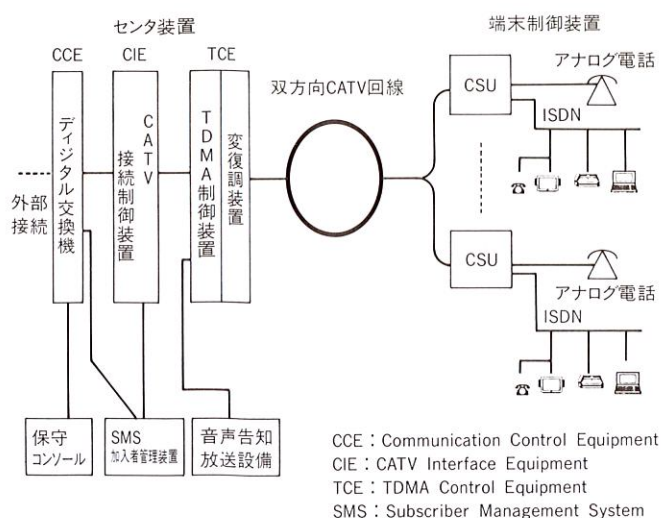 センタ装置
端末制御装置
CCE
CIE
TCE
ディジタル交換機
CATV
接続制御装置
TDMA制御装置
変復調装置
外部
接続
双方向CATV回線
CSU
アナログ電話
ISDN
CSU
アナログ電話
ISDN
保守
コンソール
SMS
加入者管理装置
音声告知
放送設備
CCE：Communication Control Equipment
CIE：CATV Interface Equipment
TCE：TDMA Control Equipment
SMS：Subscriber Management System